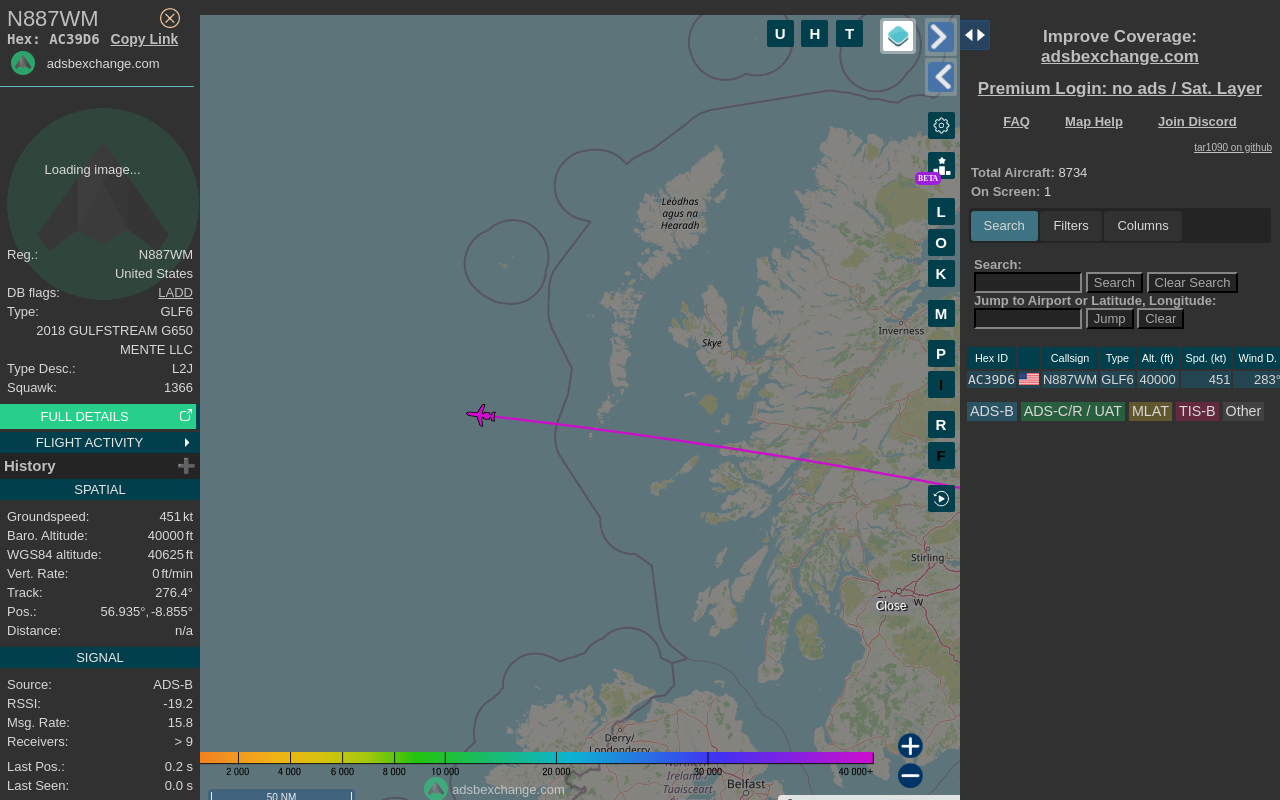 N887WM
Hex: AC39D6 Copy Link
adsbexchange.com
Loading image...
Reg.: N887WM
United States
DB flags: LADD
Type: GLF6
2018 GULFSTREAM G650
MENTE LLC
Type Desc.: L2J
Squawk: 1366
FULL DETAILS
FLIGHT ACTIVITY
History
SPATIAL
Groundspeed: 451 kt
Baro. Altitude: 40000 ft
WGS84 altitude: 40625 ft
Vert. Rate: 0 ft/min
Track: 276.4°
Pos.: 56.935°, -8.855°
Distance: n/a
SIGNAL
Source: ADS-B
RSSI: -19.2
Msg. Rate: 15.8
Receivers: > 9
Last Pos.: 0.2 s
Last Seen: 0.0 s
U H T
BETA
L
O
K
M
P
I
R
F
Leòdhas
agus na
Hearadh
Skye
Inverness
Stirling
Close
Derry/
Londonderry
Northern
Ireland /
Tuaisceart
Belfast
2 000 4 000 6 000 8 000 10 000 20 000 30 000 40 000+
adsbexchange.com
50 NM
Improve Coverage:
adsbexchange.com
Premium Login: no ads / Sat. Layer
FAQ Map Help Join Discord
tar1090 on github
Total Aircraft: 8734
On Screen: 1
Search Filters Columns
Search:
Search Clear Search
Jump to Airport or Latitude, Longitude:
Jump Clear
Hex ID Callsign Type Alt. (ft) Spd. (kt) Wind D.
AC39D6 N887WM GLF6 40000 451 283°
ADS-B ADS-C/R / UAT MLAT TIS-B Other